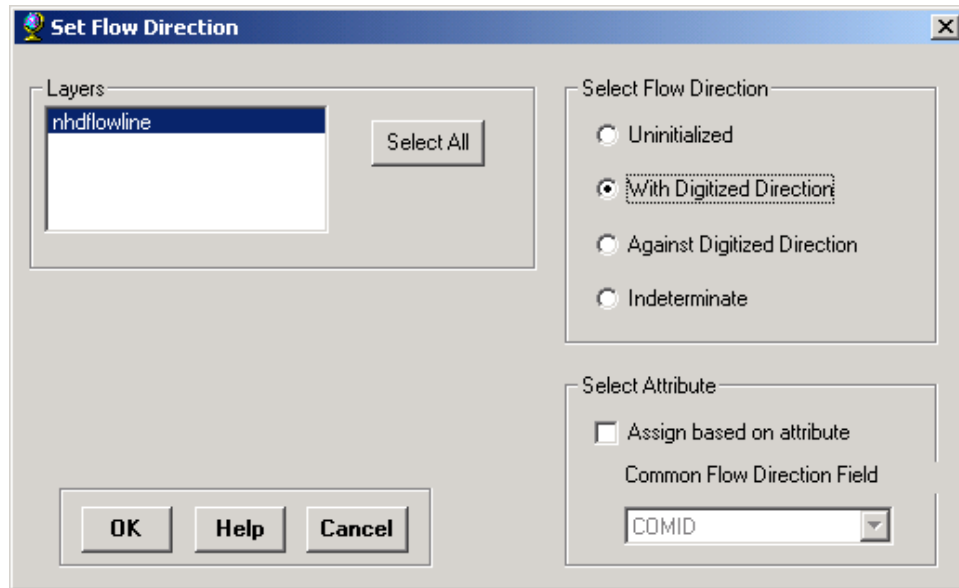 Set Flow Direction
Layers
nhdflowline
Select All
Select Flow Direction
Uninitialized
With Digitized Direction
Against Digitized Direction
Indeterminate
Select Attribute
Assign based on attribute
Common Flow Direction Field
COMID
OK
Help
Cancel